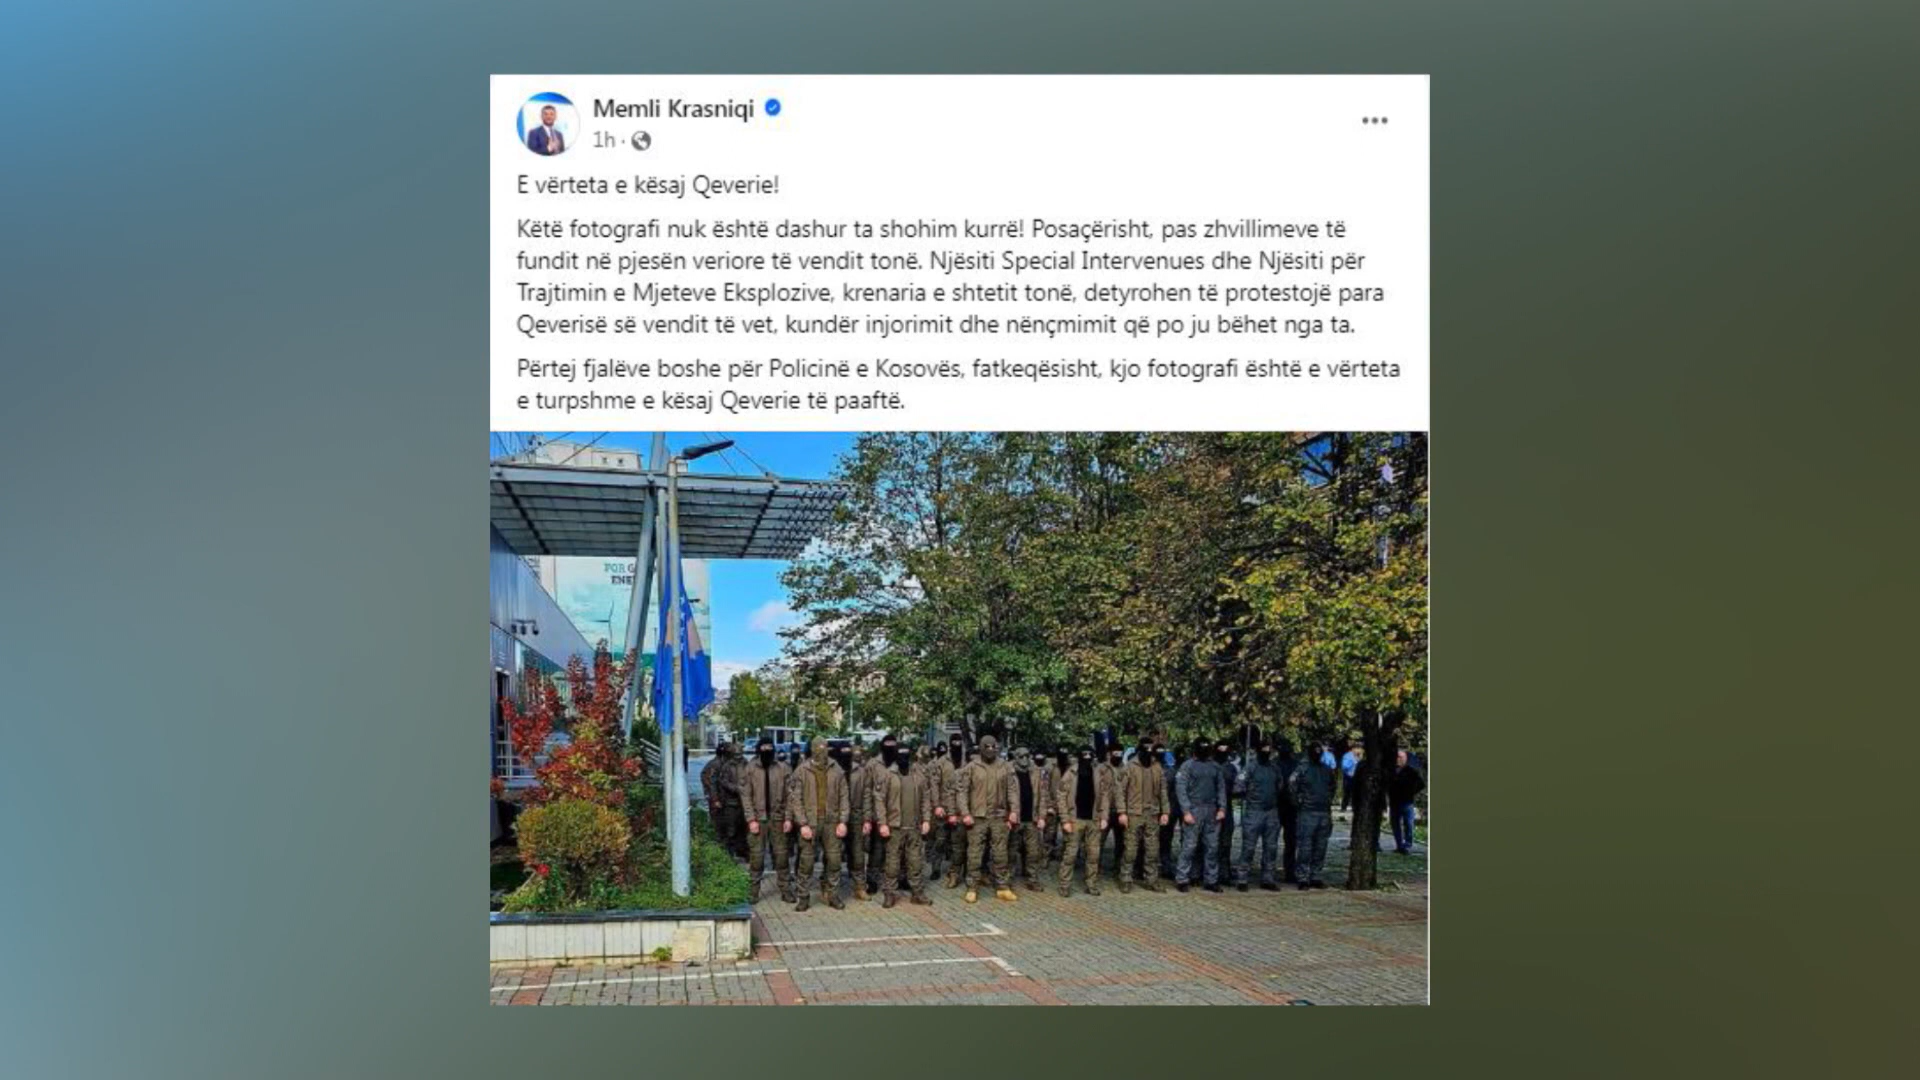 Memli Krasniqi
1h ·
E vërteta e kësaj Qeverie!
Këtë fotografi nuk është dashur ta shohim kurrë! Posaçërisht, pas zhvillimeve të
fundit në pjesën veriore të vendit tonë. Njësiti Special Intervenues dhe Njësiti për
Trajtimin e Mjeteve Eksplozive, krenaria e shtetit tonë, detyrohen të protestojë para
Qeverisë së vendit të vet, kundër injorimit dhe nënçmimit që po ju bëhet nga ta.
Përtej fjalëve boshe për Policinë e Kosovës, fatkeqësisht, kjo fotografi është e vërteta
e turpshme e kësaj Qeverie të paaftë.
FOR G
ENE